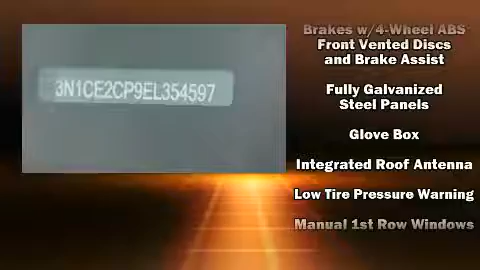 3N1CE2CP9EL354597
Brakes w/4-Wheel ABS
Front Vented Discs
and Brake Assist
Fully Galvanized
Steel Panels
Glove Box
Integrated Roof Antenna
Low Tire Pressure Warning
Manual 1st Row Windows